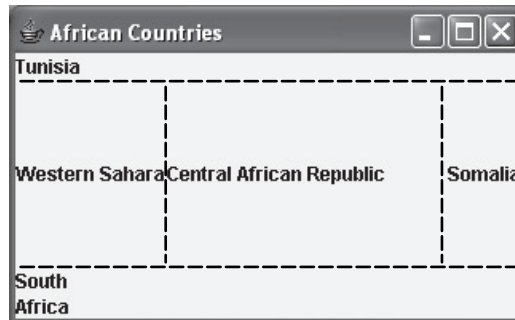 African Countries
Tunisia
Western Sahara Central African Republic Somalia
South
Africa